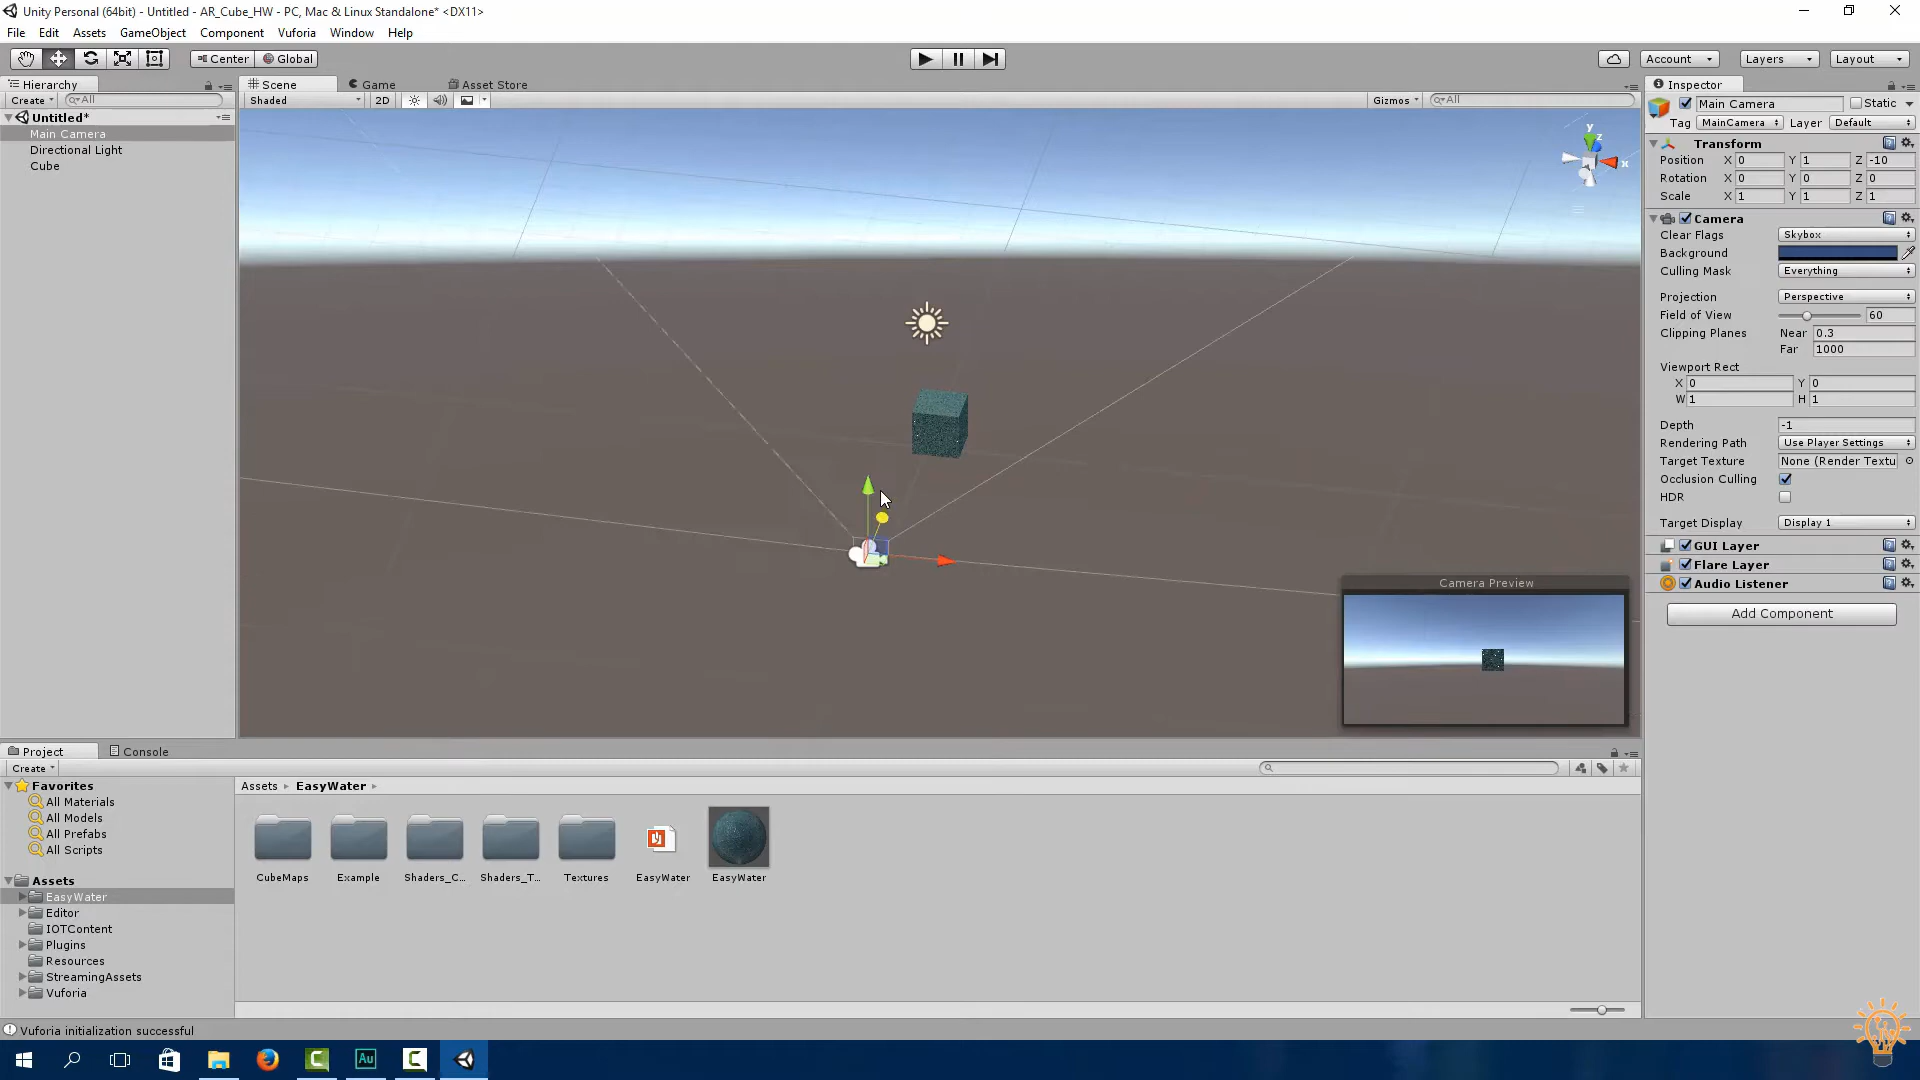 Unity Personal (64bit) - Untitled - AR_Cube_HW - PC, Mac & Linux Standalone* <DX11>
File Edit Assets GameObject Component Vuforia Window Help
Center Global Account Layers Layout
Hierarchy
Create All
Untitled*
Main Camera
Directional Light
Cube
Scene Game Asset Store
Shaded 2D Gizmos All
y
z
x
Camera Preview
Inspector
Main Camera Static
Tag MainCamera Layer Default
Transform
Position X 0 Y 1 Z -10
Rotation X 0 Y 0 Z 0
Scale X 1 Y 1 Z 1
Camera
Clear Flags Skybox
Background
Culling Mask Everything
Projection Perspective
Field of View 60
Clipping Planes Near 0.3
Far 1000
Viewport Rect
X 0 Y 0
W 1 H 1
Depth -1
Rendering Path Use Player Settings
Target Texture None (Render Textu
Occlusion Culling
HDR
Target Display Display 1
GUI Layer
Flare Layer
Audio Listener
Add Component
Project Console
Create
Favorites
All Materials
All Models
All Prefabs
All Scripts
Assets
EasyWater
Editor
IOTContent
Plugins
Resources
StreamingAssets
Vuforia
Assets EasyWater
CubeMaps Example Shaders_C... Shaders_T... Textures EasyWater EasyWater
Vuforia initialization successful
Au